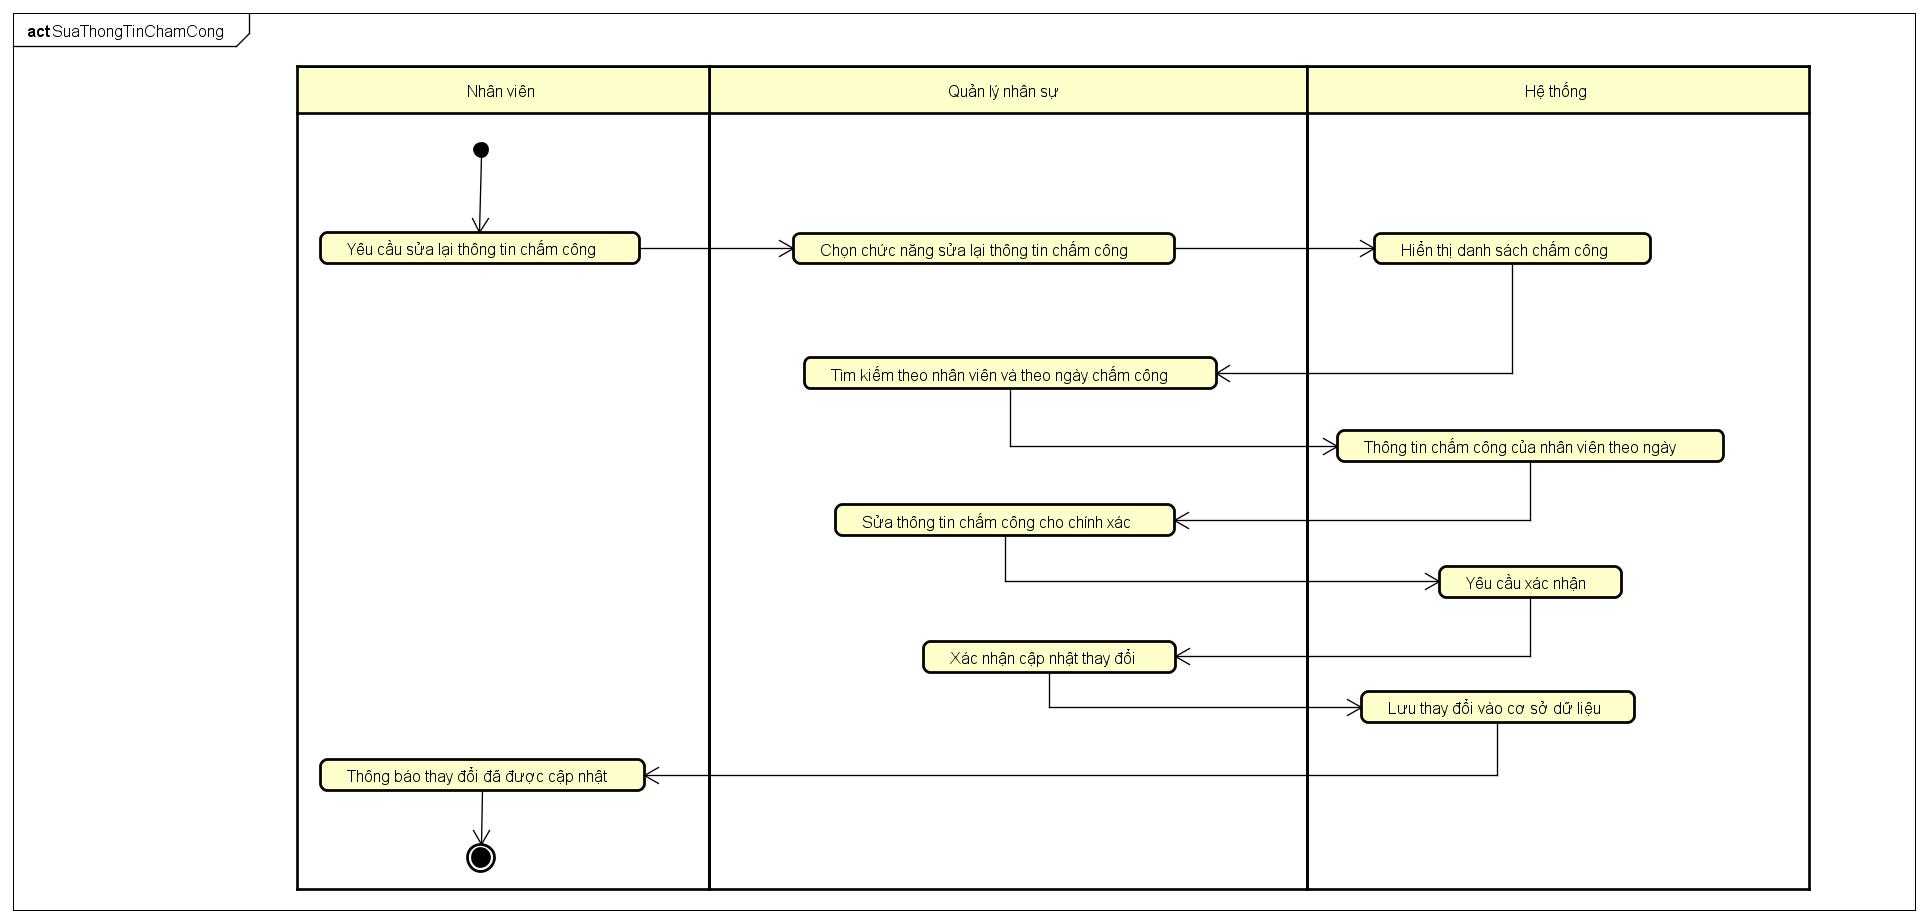 act SuaThongTinChamCong
Nhân viên
Quản lý nhân sự
Hệ thống
Yêu cầu sửa lại thông tin chấm công
Chọn chức năng sửa lại thông tin chấm công
Hiển thị danh sách chấm công
Tìm kiếm theo nhân viên và theo ngày chấm công
Thông tin chấm công của nhân viên theo ngày
Sửa thông tin chấm công cho chính xác
Yêu cầu xác nhận
Xác nhận cập nhật thay đổi
Lưu thay đổi vào cơ sở dữ liệu
Thông báo thay đổi đã được cập nhật